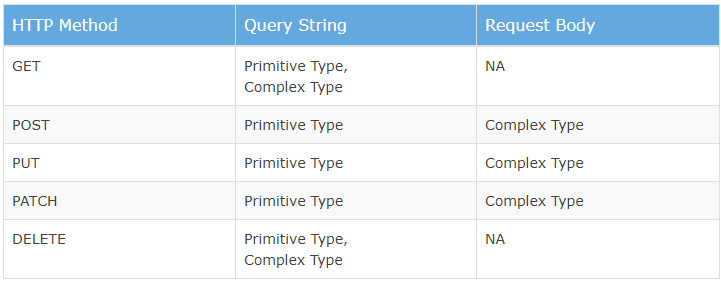 HTTP Method Query String Request Body
GET Primitive Type, NA
Complex Type
POST Primitive Type Complex Type
PUT Primitive Type Complex Type
PATCH Primitive Type Complex Type
DELETE Primitive Type, NA
Complex Type